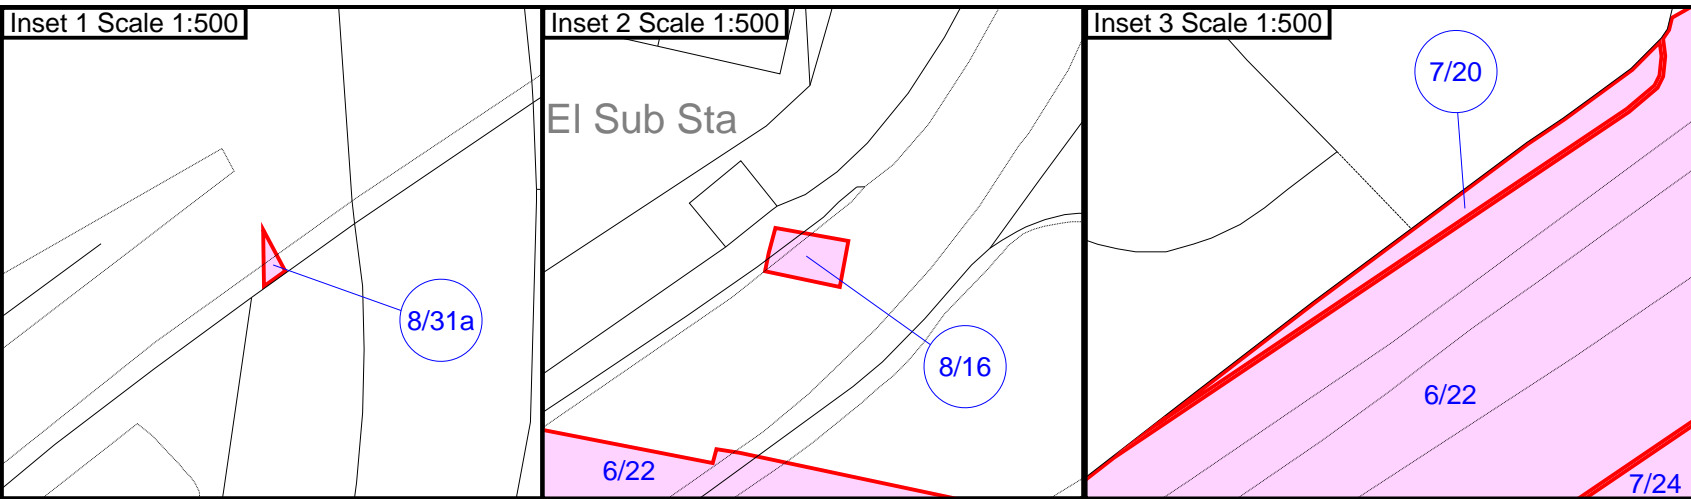 Inset 1 Scale 1:500
8/31a
Inset 2 Scale 1:500
El Sub Sta
8/16
6/22
Inset 3 Scale 1:500
7/20
6/22
7/24